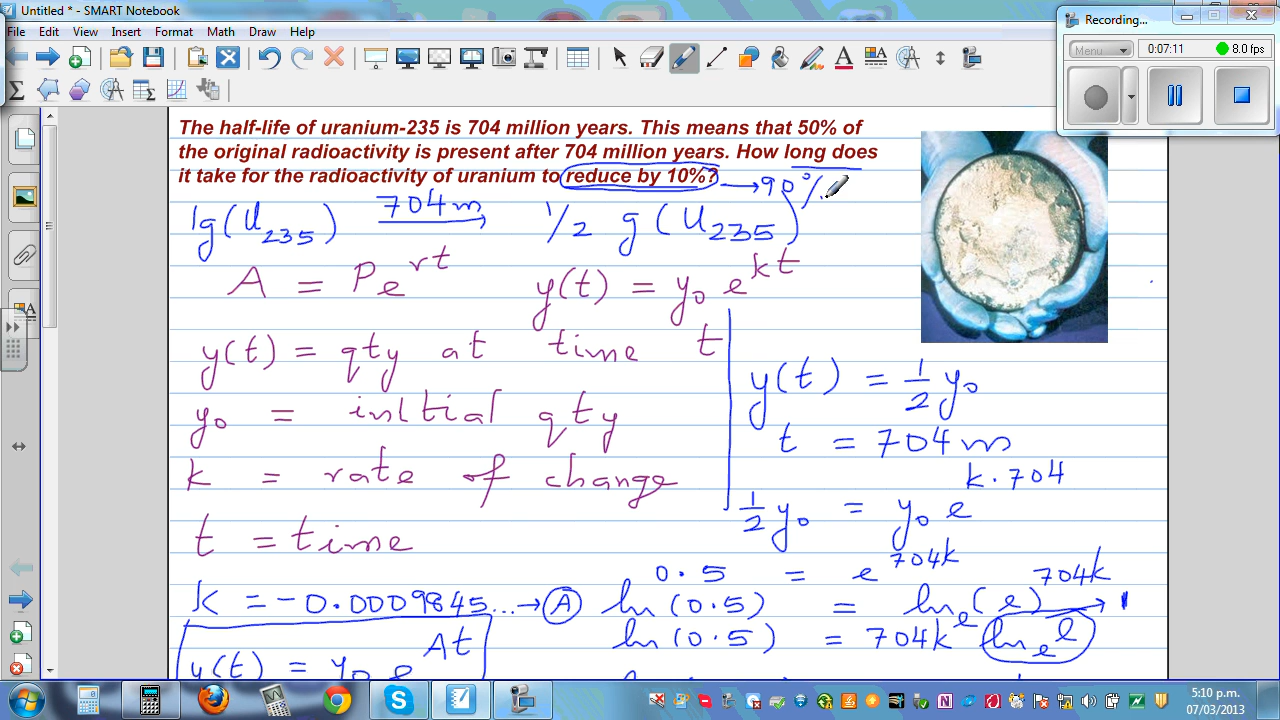 Untitled * - SMART Notebook
File Edit View Insert Format Math Draw Help
Recording...
Menu 0:07:11 8.0 fps
The half-life of uranium-235 is 704 million years. This means that 50% of
the original radioactivity is present after 704 million years. How long does
it take for the radioactivity of uranium to reduce by 10%? → 90%
1g(U235) 704m → 1/2 g(U235)
A = Pe^rt y(t) = y₀ e^kt
y(t) = qty at time t
y₀ = initial qty
k = rate of change
t = time
k = -0.0009845... → A
y(t) = y₀ e^At
y(t) = 1/2 y₀
t = 704m
1/2 y₀ = y₀ e^k·704
0.5 = e^704k
ln(0.5) = lnₑ(e)^704k → 1
ln(0.5) = 704k lnₑe
5:10 p.m.
07/03/2013